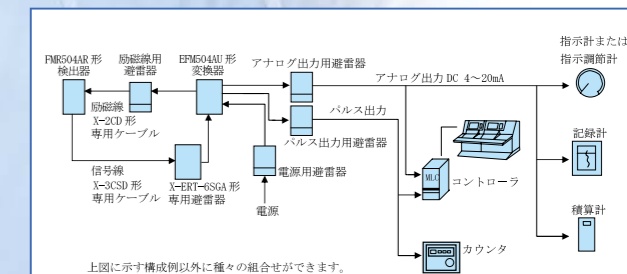 指示計または
指示調節計
FMR504AR 形
検出器
励磁線用
避雷器
EFM504AU 形
変換器
アナログ出力用避雷器
アナログ出力 DC 4～20mA
励磁線
X-2CD 形
専用ケーブル
パルス出力
パルス出力用避雷器
記録計
信号線
X-3CSD 形
専用ケーブル
X-ERT-6SGA 形
専用避雷器
電源用避雷器
電源
MLC
コントローラ
積算計
カウンタ
上図に示す構成例以外に種々の組合せができます。